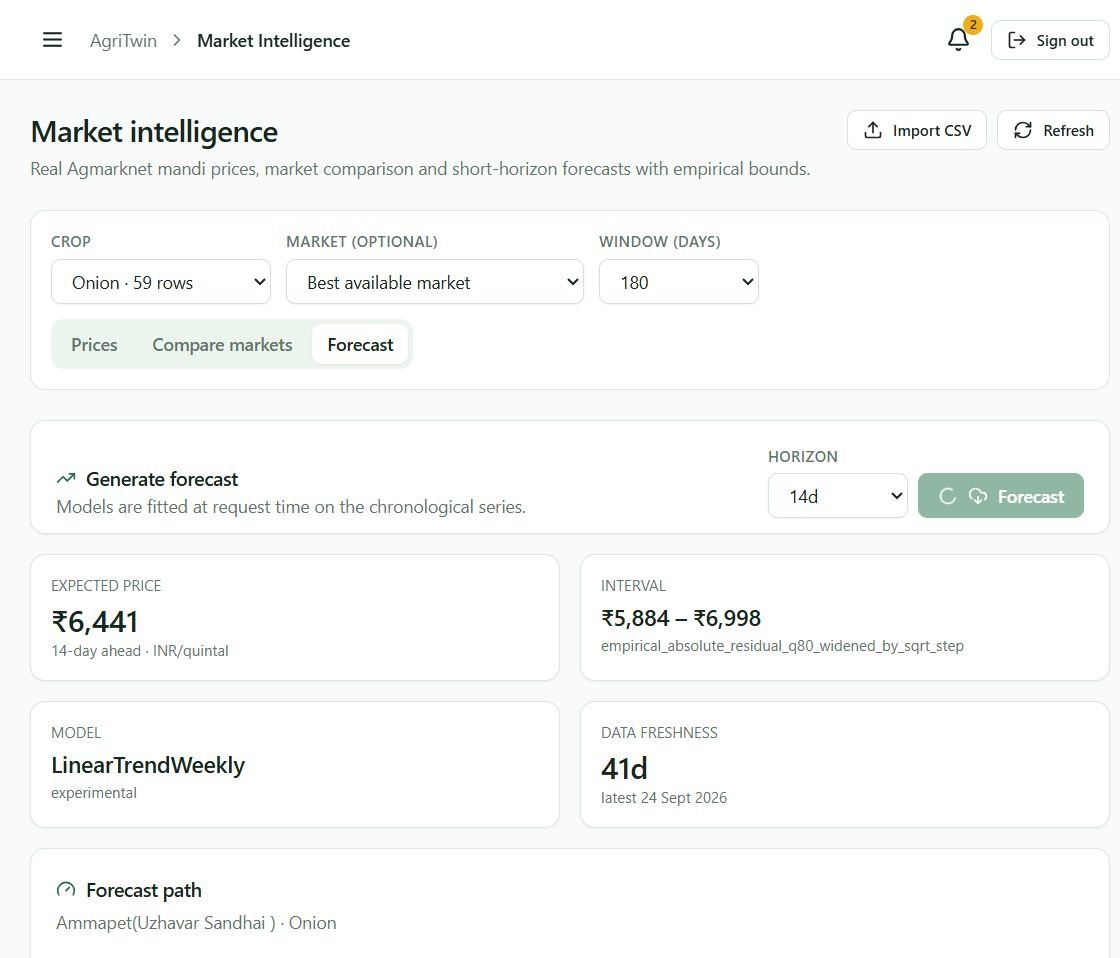 AgriTwin > Market Intelligence
2
Sign out
Market intelligence
Import CSV
Refresh
Real Agmarknet mandi prices, market comparison and short-horizon forecasts with empirical bounds.
CROP
MARKET (OPTIONAL)
WINDOW (DAYS)
Onion · 59 rows
Best available market
180
Prices
Compare markets
Forecast
HORIZON
Generate forecast
14d
Forecast
Models are fitted at request time on the chronological series.
EXPECTED PRICE
₹6,441
14-day ahead · INR/quintal
INTERVAL
₹5,884 – ₹6,998
empirical_absolute_residual_q80_widened_by_sqrt_step
MODEL
LinearTrendWeekly
experimental
DATA FRESHNESS
41d
latest 24 Sept 2026
Forecast path
Ammapet(Uzhavar Sandhai ) · Onion